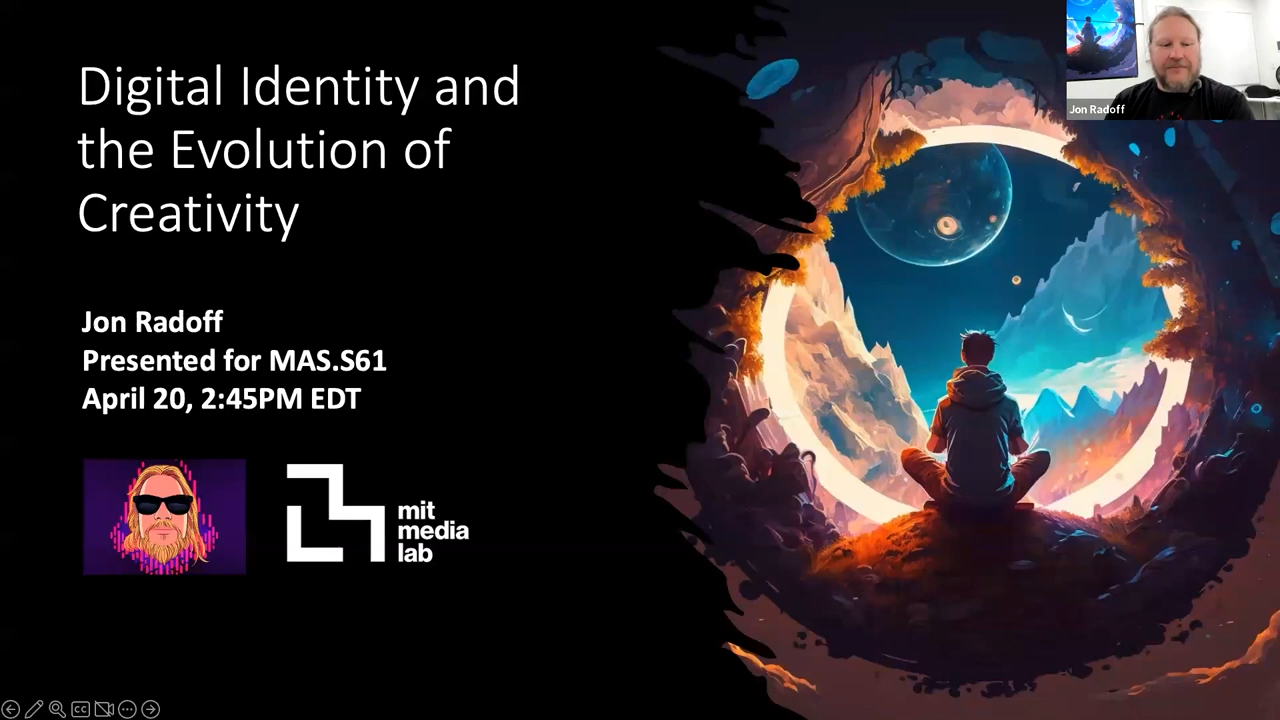 Digital Identity and
the Evolution of
Creativity
Jon Radoff
Presented for MAS.S61
April 20, 2:45PM EDT
mit
media
lab
Jon Radoff
CC